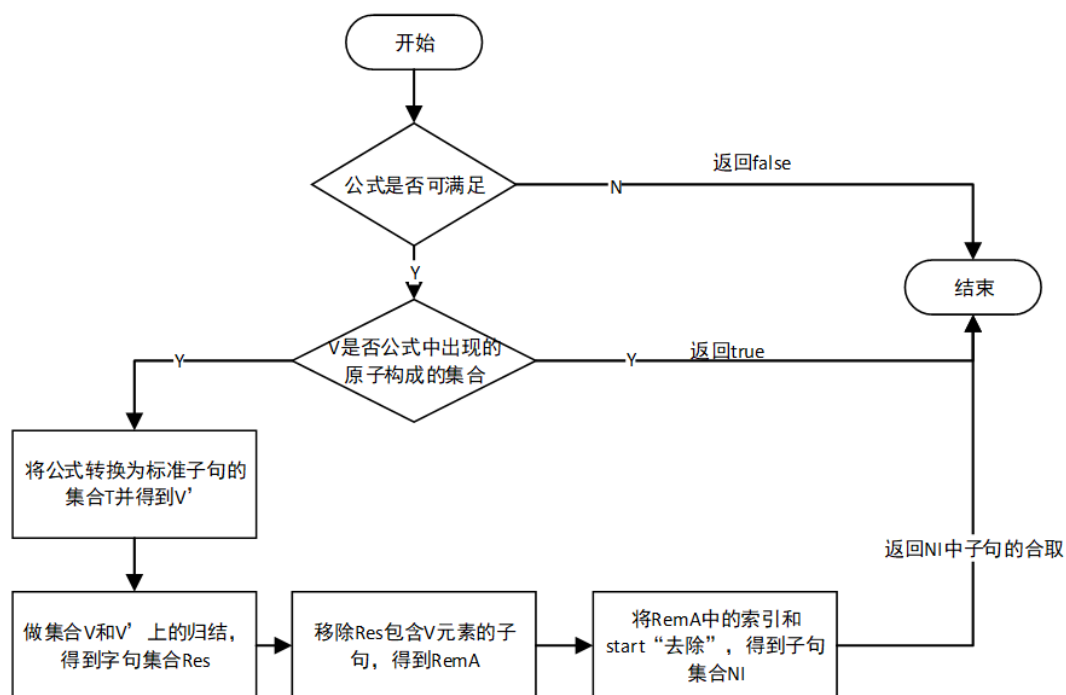 开始
公式是否可满足
N
返回false
Y
结束
V是否公式中出现的
原子构成的集合
Y
Y
返回true
将公式转换为标准子句的
集合T并得到V’
返回NI中子句的合取
做集合V和V’上的归结，
得到字句集合Res
移除Res包含V元素的子
句，得到RemA
将RemA中的索引和
start“去除”，得到子句
集合NI